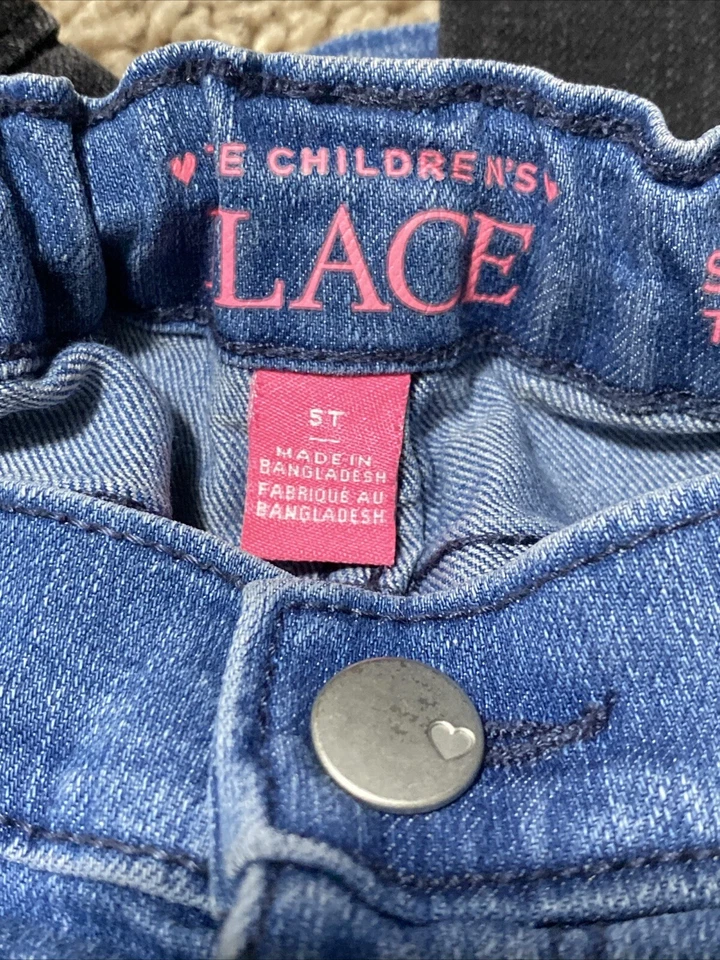 E CHILDREN'S
LACE
5T
MADE IN
BANGLADESH
FABRIQUÉ AU
BANGLADESH